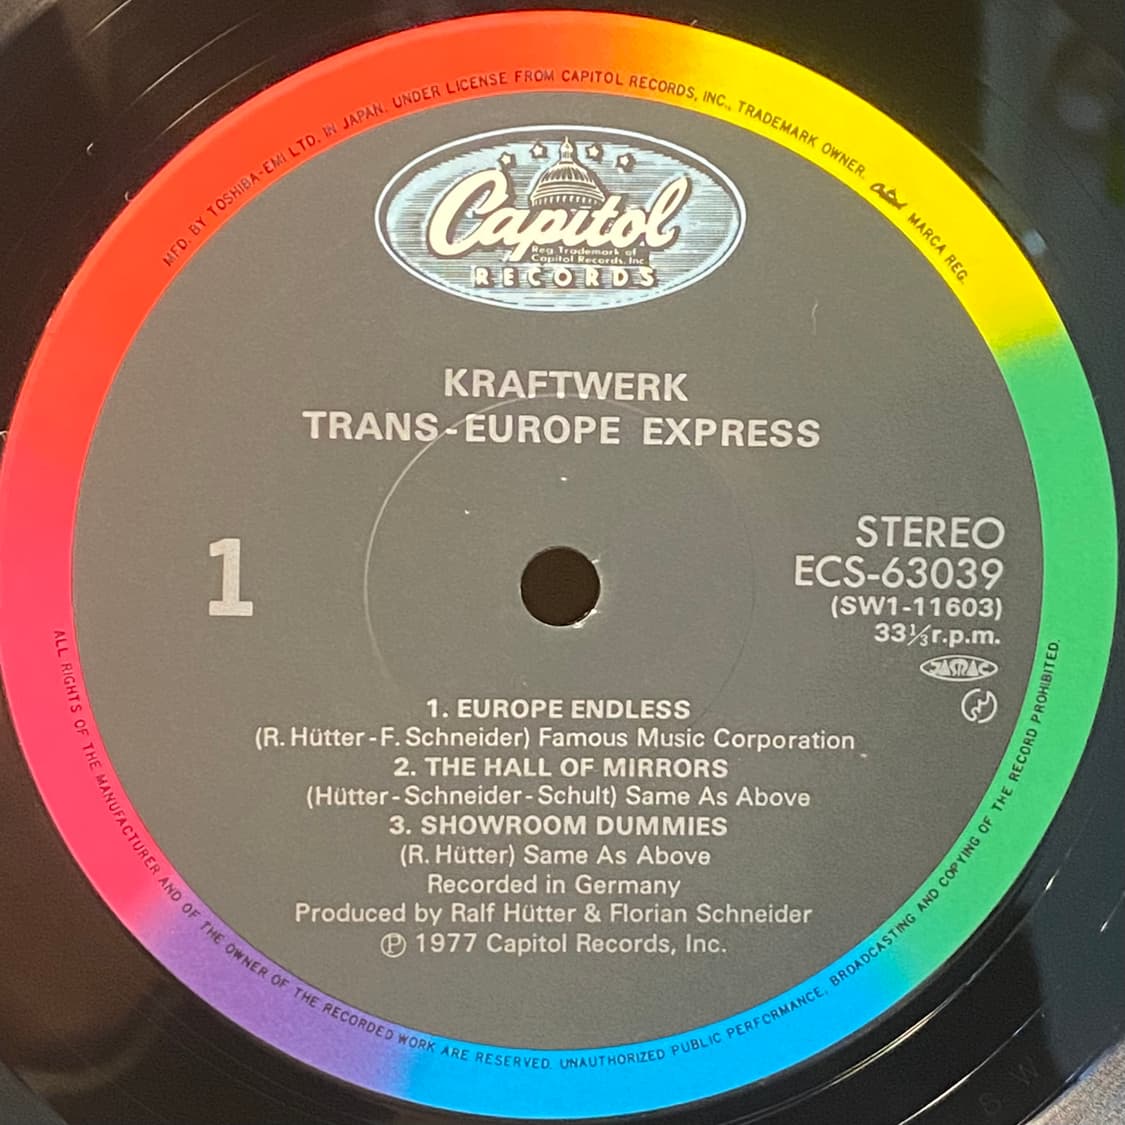 MFD. BY TOSHIBA-EMI LTD. IN JAPAN. UNDER LICENSE FROM CAPITOL RECORDS, INC., TRADEMARK OWNER. MARCA REG.
Capitol
Reg. Trademark of
Capitol Records, Inc.
RECORDS
KRAFTWERK
TRANS-EUROPE EXPRESS
1
STEREO
ECS-63039
(SW1-11603)
33⅓r.p.m.
JASRAC
1. EUROPE ENDLESS
(R. Hütter-F. Schneider) Famous Music Corporation
2. THE HALL OF MIRRORS
(Hütter-Schneider-Schult) Same As Above
3. SHOWROOM DUMMIES
(R. Hütter) Same As Above
Recorded in Germany
Produced by Ralf Hütter & Florian Schneider
Ⓟ 1977 Capitol Records, Inc.
ALL RIGHTS OF THE MANUFACTURER AND OF THE OWNER OF THE RECORDED WORK ARE RESERVED. UNAUTHORIZED PUBLIC PERFORMANCE, BROADCASTING AND COPYING OF THE RECORD PROHIBITED.
S W